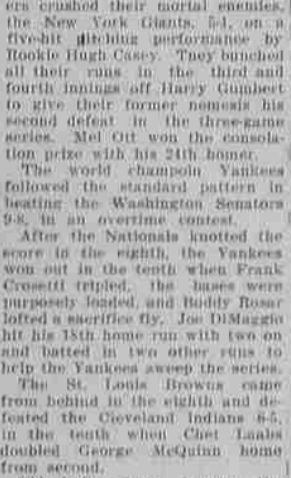 ers crushed their mortal enemies,
the New York Giants, 5-1, on a
five-hit pitching performance by
Rookie Hugh Casey. Tney bunched
all their runs in the third and
fourth innings off Harry Gumbert
to give their former nemesis his
second defeat in the three-game
series. Mel Ott won the consola-
tion prize with his 24th homer.
The world champoin Yankees
followed the standard pattern in
beating the Washington Senators
9-8, in an overtime contest.
After the Nationals knotted the
score in the eighth, the Yankees
won out in the tenth when Frank
Crosetti tripled, the bases were
purposely loaded, and Buddy Rosar
lofted a sacrifice fly. Joe DiMaggio
hit his 18th home run with two on
and batted in two other runs to
help the Yankees sweep the series.
The St. Louis Browns came
from behind in the eighth and de-
feated the Cleveland Indians 6-5,
in the tenth when Chet Laabs
doubled George McQuinn home
from second.